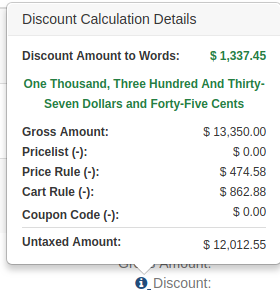 Discount Calculation Details
Discount Amount to Words: $ 1,337.45
One Thousand, Three Hundred And Thirty-
Seven Dollars and Forty-Five Cents
Gross Amount: $ 13,350.00
Pricelist (-): $ 0.00
Price Rule (-): $ 474.58
Cart Rule (-): $ 862.88
Coupon Code (-): $ 0.00
Untaxed Amount: $ 12,012.55
Gross Amount:
Discount: